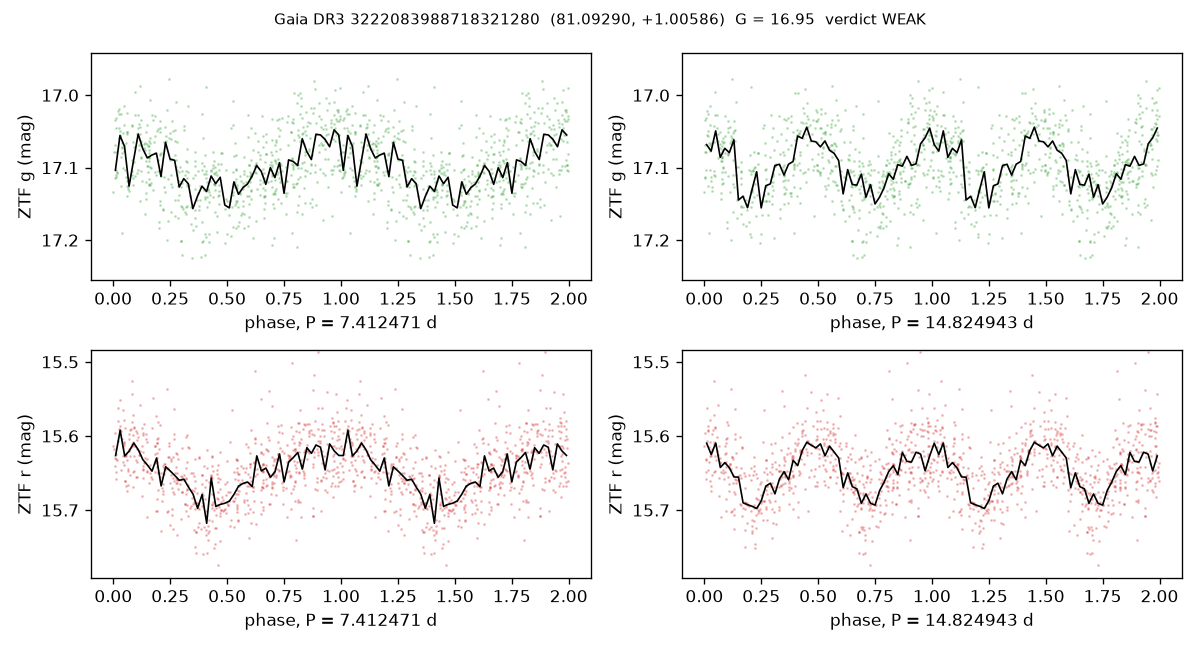 Gaia DR3 3222083988718321280  (81.09290, +1.00586)  G = 16.95  verdict WEAK
ZTF g (mag)
17.0
17.1
17.2
0.00 0.25 0.50 0.75 1.00 1.25 1.50 1.75 2.00
phase, P = 7.412471 d
ZTF g (mag)
17.0
17.1
17.2
0.00 0.25 0.50 0.75 1.00 1.25 1.50 1.75 2.00
phase, P = 14.824943 d
ZTF r (mag)
15.5
15.6
15.7
0.00 0.25 0.50 0.75 1.00 1.25 1.50 1.75 2.00
phase, P = 7.412471 d
ZTF r (mag)
15.5
15.6
15.7
0.00 0.25 0.50 0.75 1.00 1.25 1.50 1.75 2.00
phase, P = 14.824943 d